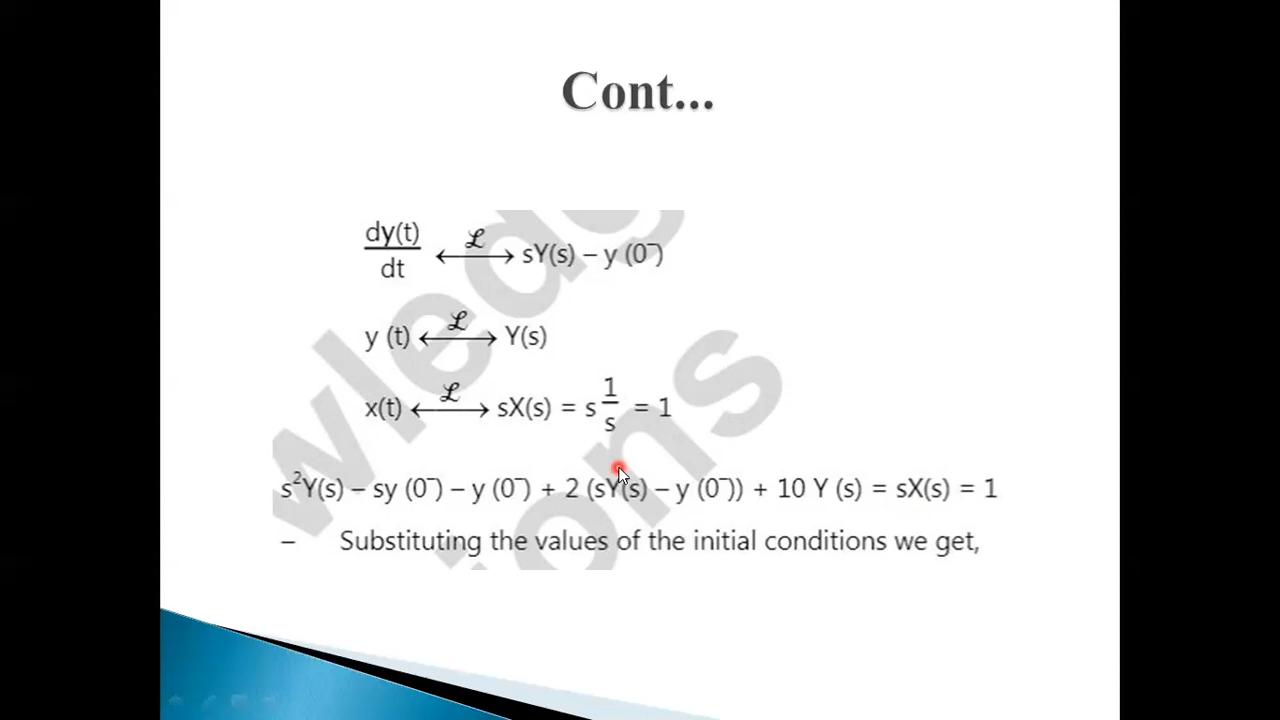 Cont...
dy(t)/dt ⟷ℒ sY(s) – y (0⁻)
y (t) ⟷ℒ Y(s)
x(t) ⟷ℒ sX(s) = s 1/s = 1
s²Y(s) – sy (0⁻) – y (0⁻) + 2 (sY(s) – y (0⁻)) + 10 Y (s) = sX(s) = 1
– Substituting the values of the initial conditions we get,